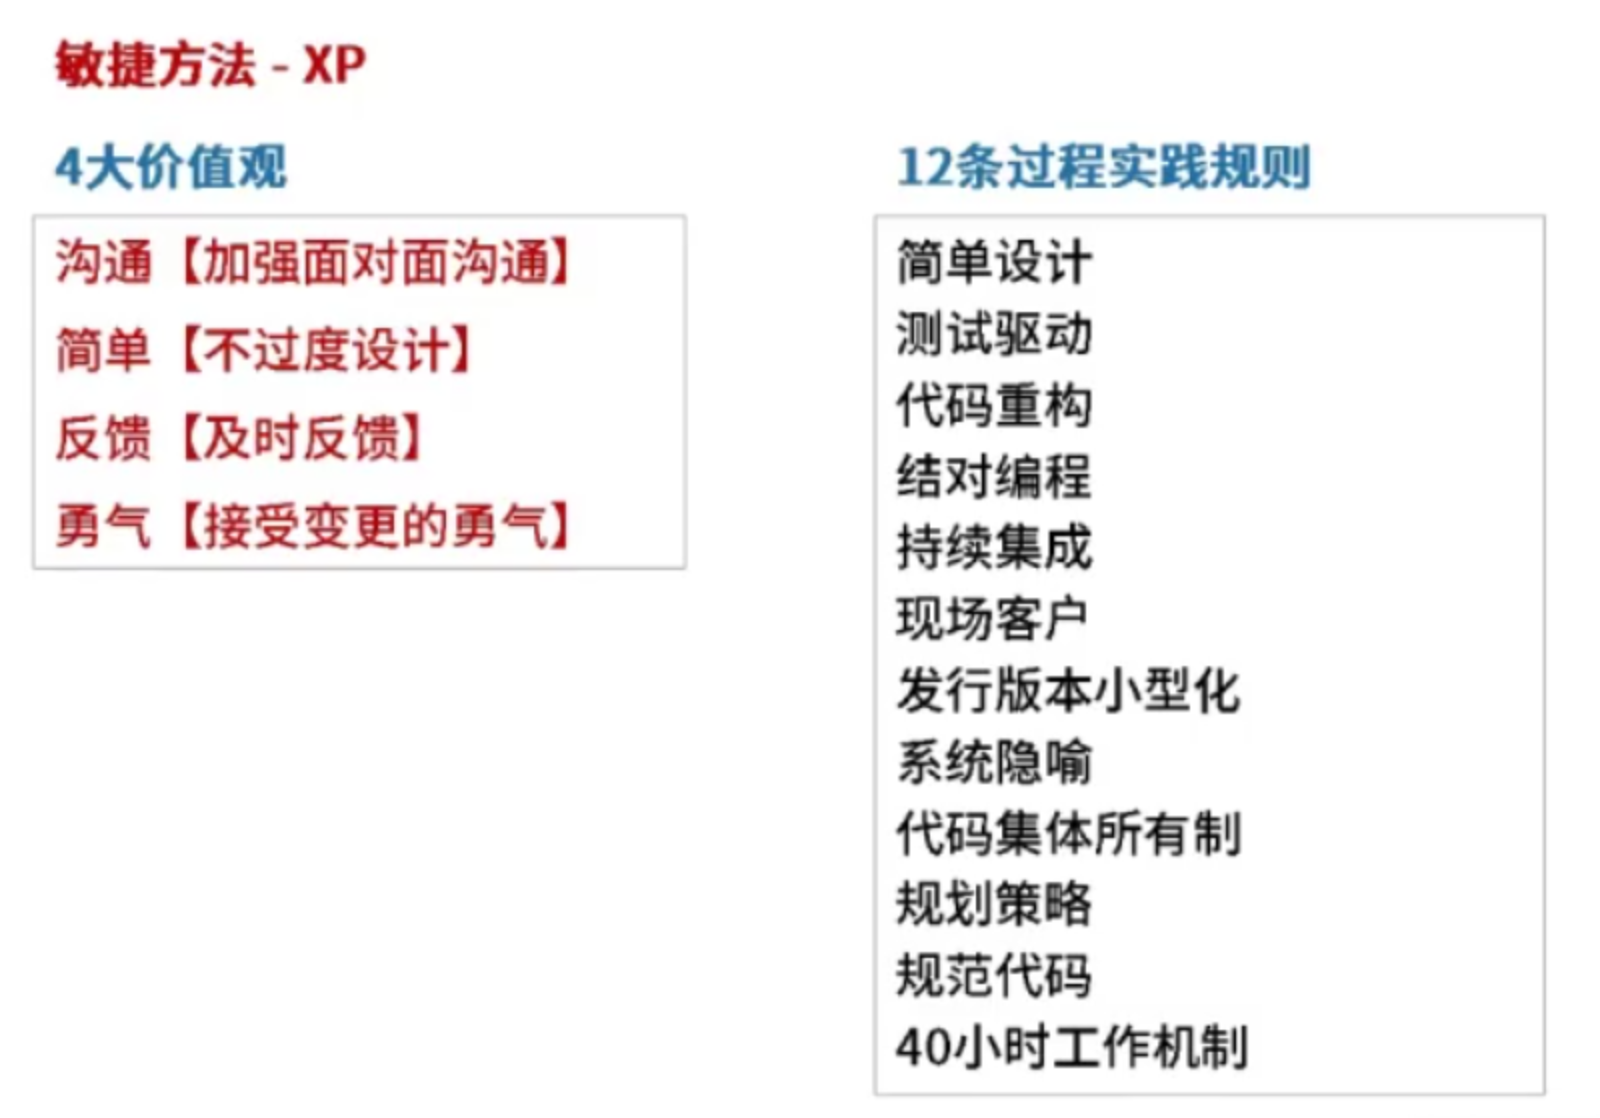 敏捷方法 - XP
4大价值观
沟通【加强面对面沟通】
简单【不过度设计】
反馈【及时反馈】
勇气【接受变更的勇气】
12条过程实践规则
简单设计
测试驱动
代码重构
结对编程
持续集成
现场客户
发行版本小型化
系统隐喻
代码集体所有制
规划策略
规范代码
40小时工作机制